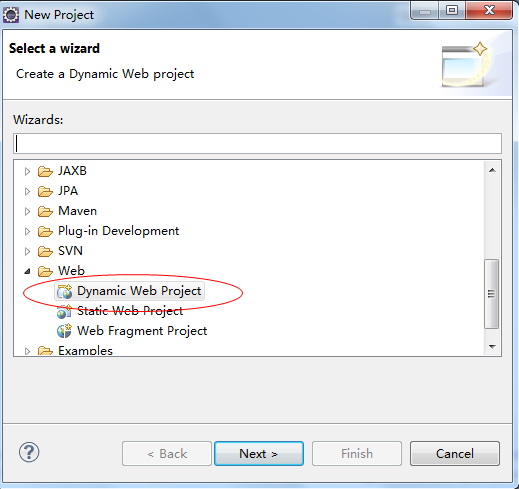 New Project
Select a wizard
Create a Dynamic Web project
Wizards:
JAXB
JPA
Maven
Plug-in Development
SVN
Web
Dynamic Web Project
Static Web Project
Web Fragment Project
Examples
?
< Back
Next >
Finish
Cancel